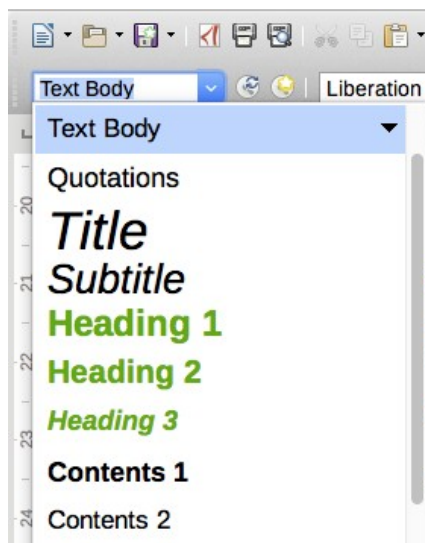 Text Body
Liberation
Text Body
Quotations
Title
Subtitle
Heading 1
Heading 2
Heading 3
Contents 1
Contents 2
20
21
22
23
24